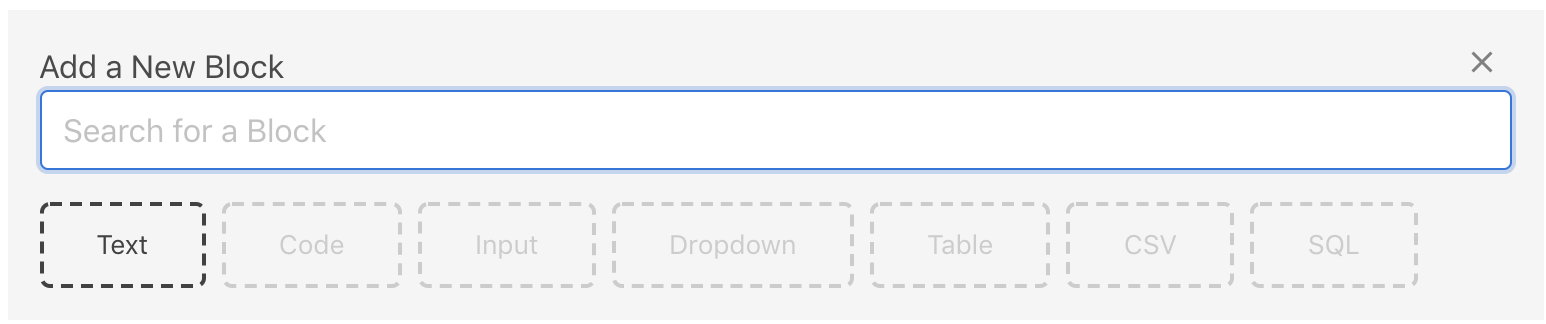 Add a New Block
Search for a Block
Text Code Input Dropdown Table CSV SQL